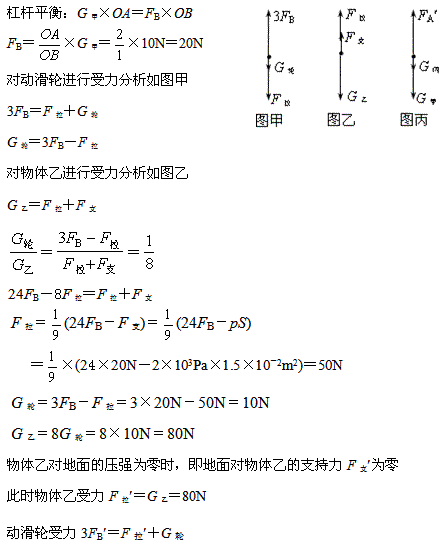 杠杆平衡：G甲×OA＝FB×OB
FB＝OA/OB×G甲＝2/1×10N＝20N
对动滑轮进行受力分析如图甲
3FB＝F拉＋G轮
G轮＝3FB－F拉
对物体乙进行受力分析如图乙
G乙＝F拉＋F支
G轮/G乙＝(3FB－F拉)/(F拉+F支)＝1/8
24FB－8F拉＝F拉＋F支
F拉＝1/9(24FB－F支)＝1/9(24FB－pS)
＝1/9×(24×20N－2×10³Pa×1.5×10⁻²m²)＝50N
G轮＝3FB－F拉＝3×20N－50N＝10N
G乙＝8G轮＝8×10N＝80N
物体乙对地面的压强为零时，即地面对物体乙的支持力F支′为零
此时物体乙受力F拉′＝G乙＝80N
动滑轮受力3FB′＝F拉′＋G轮
3FB
G轮
F拉
图甲
F拉
F支
G乙
图乙
FA′
G甲
图丙